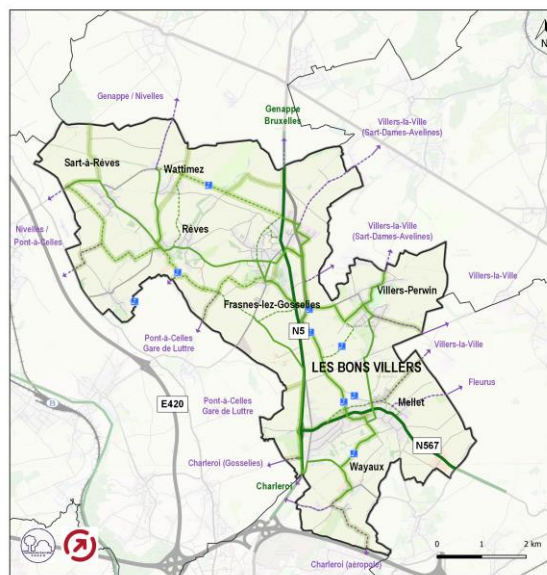 N
Genappe / Nivelles
Genappe
Bruxelles
Villers-la-Ville
(Sart-Dames-Avelines)
Sart-à-Rêves
Wattimez
Nivelles /
Pont-à-Celles
Rêves
Villers-la-Ville
(Sart-Dames-Avelines)
Villers-la-Ville
Villers-Perwin
Frasnes-lez-Gosselies
N5
Pont-à-Celles
Gare de Luttre
Villers-la-Ville
LES BONS VILLERS
Fleurus
E420
Pont-à-Celles
Gare de Luttre
Mellet
N567
Charleroi (Gosselies)
Wayaux
Charleroi
Charleroi (aéropole)
0 1 2 km